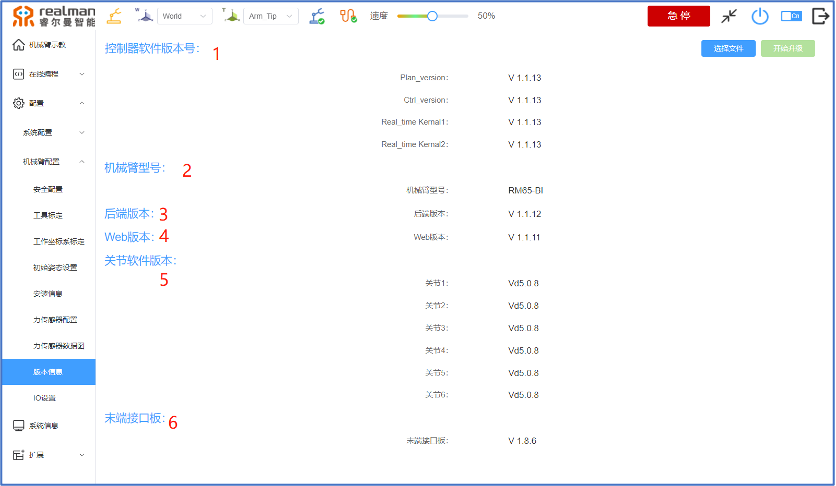 realman
睿尔曼智能
W World T Arm Tip 速度 50% 急停 Cn
机械臂示教
控制器软件版本号: 1 选择文件 开始升级
在线编程
Plan_version: V 1.1.13
配置 Ctrl_version: V 1.1.13
Real_time Kernal1: V 1.1.13
系统配置
Real_time Kernal2: V 1.1.13
机械臂配置
机械臂型号: 2
安全配置 机械臂型号: RM65-BI
工具标定 后端版本: 3 后端版本: V 1.1.12
工作坐标系标定 Web版本: 4 Web版本: V 1.1.11
初始姿态设置 关节软件版本:
5
安装信息 关节1: Vd5.0.8
关节2: Vd5.0.8
力传感器配置 关节3: Vd5.0.8
力传感器数据图 关节4: Vd5.0.8
版本信息 关节5: Vd5.0.8
IO设置 关节6: Vd5.0.8
末端接口板: 6
系统信息
末端接口板: V 1.8.6
扩展